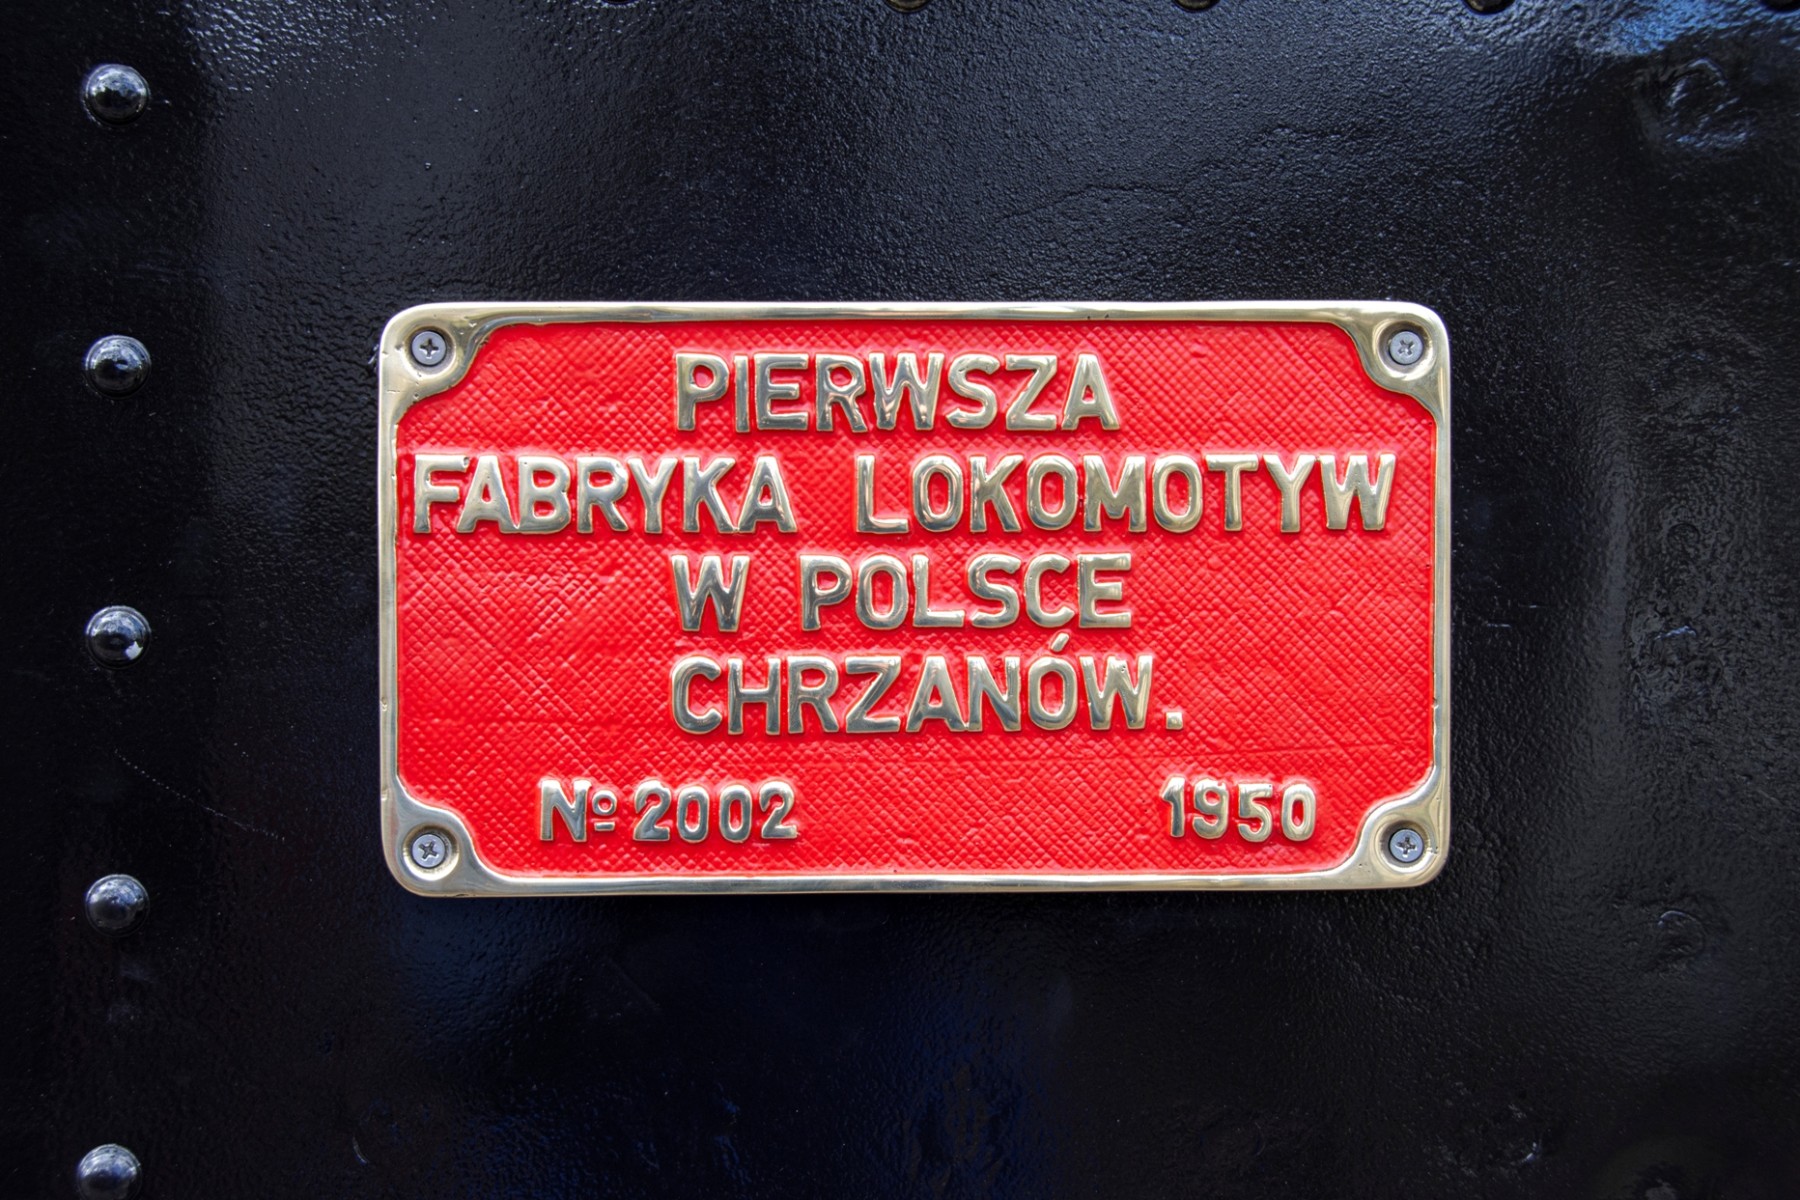 PIERWSZA
FABRYKA LOKOMOTYW
W POLSCE
CHRZANÓW.
№ 2002 1950